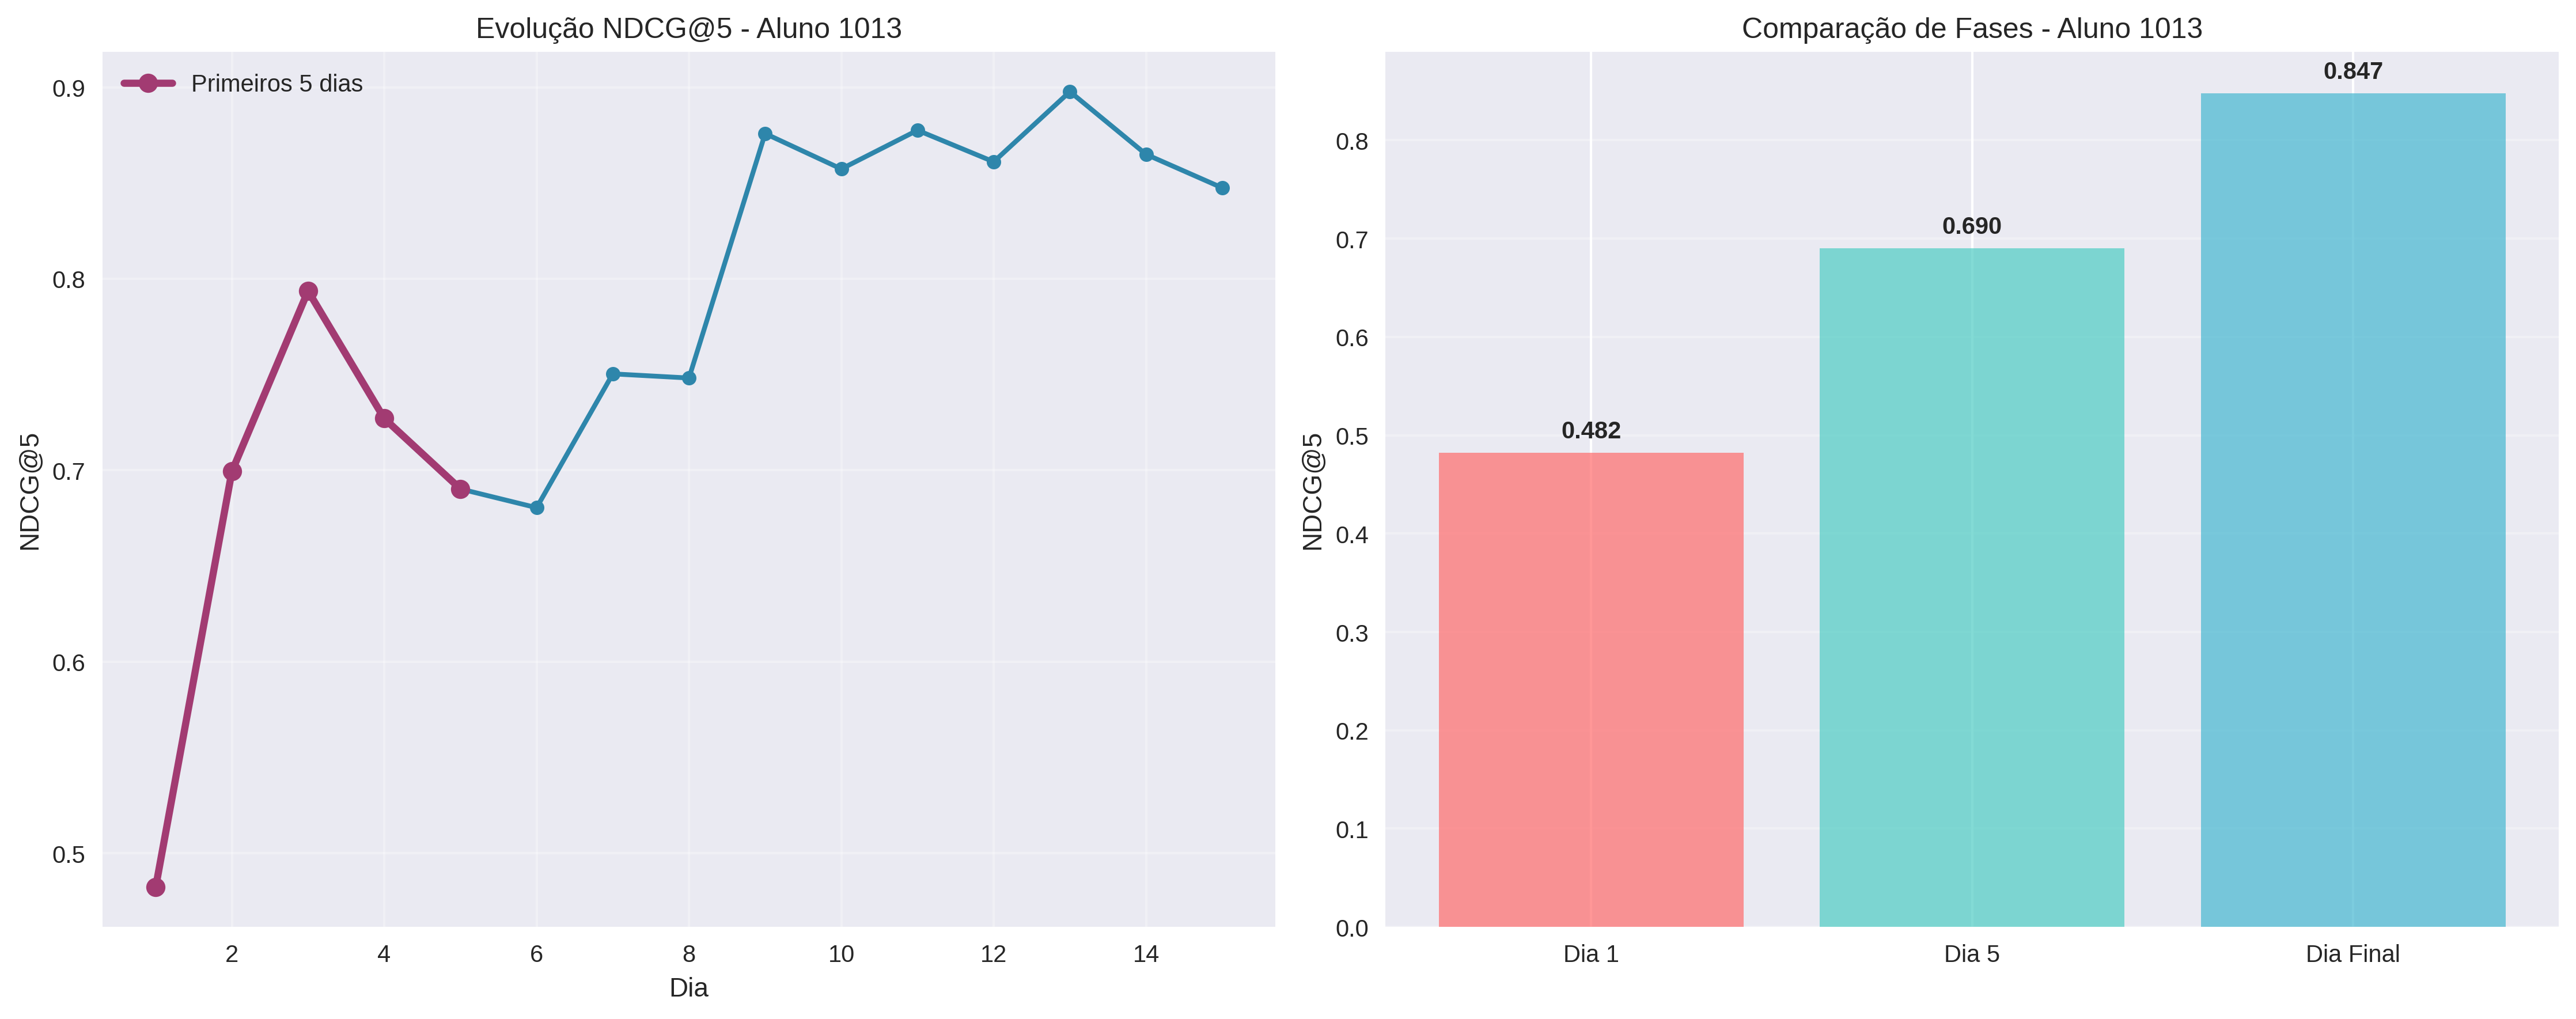 Evolução NDCG@5 - Aluno 1013
Primeiros 5 dias
0.9
0.8
0.7
0.6
0.5
NDCG@5
2 4 6 8 10 12 14
Dia
Comparação de Fases - Aluno 1013
0.847
0.690
0.482
0.8
0.7
0.6
0.5
0.4
0.3
0.2
0.1
0.0
NDCG@5
Dia 1 Dia 5 Dia Final